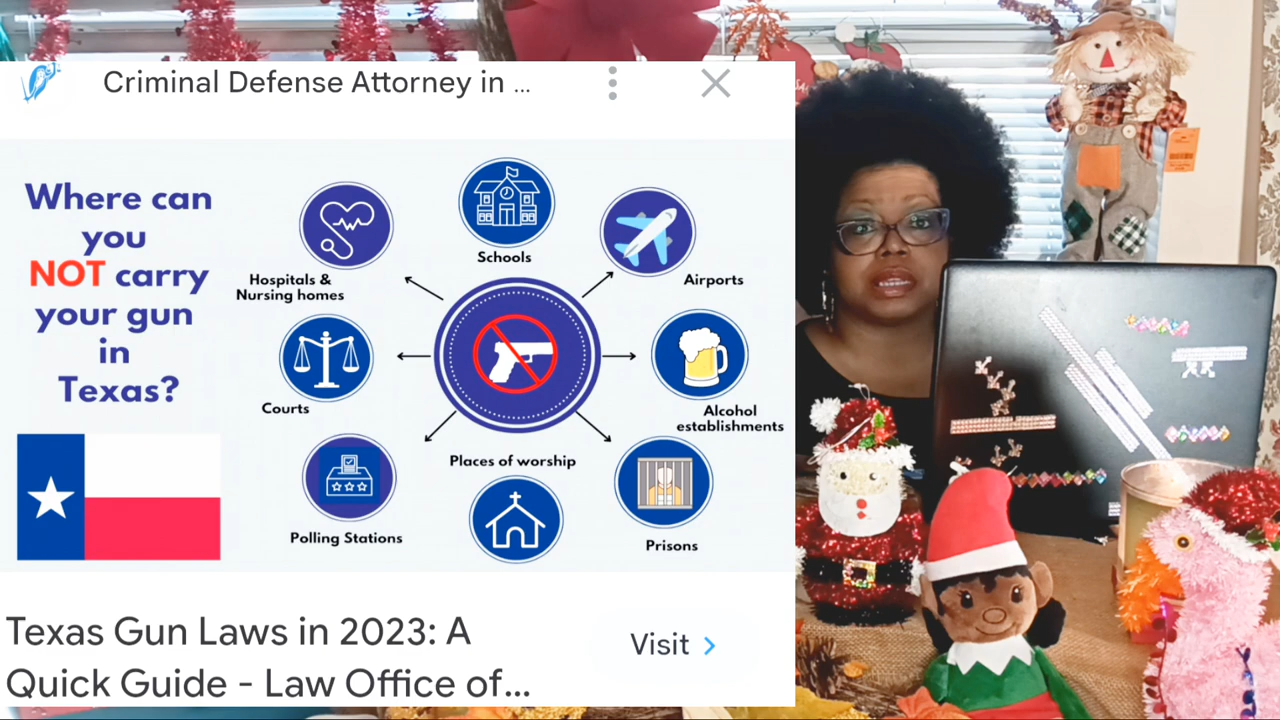 Criminal Defense Attorney in ...
Where can
you
NOT carry
your gun
in
Texas?
Hospitals &
Nursing homes
Schools
Airports
Courts
Alcohol
establishments
Polling Stations
Places of worship
Prisons
Texas Gun Laws in 2023: A
Quick Guide - Law Office of...
Visit >